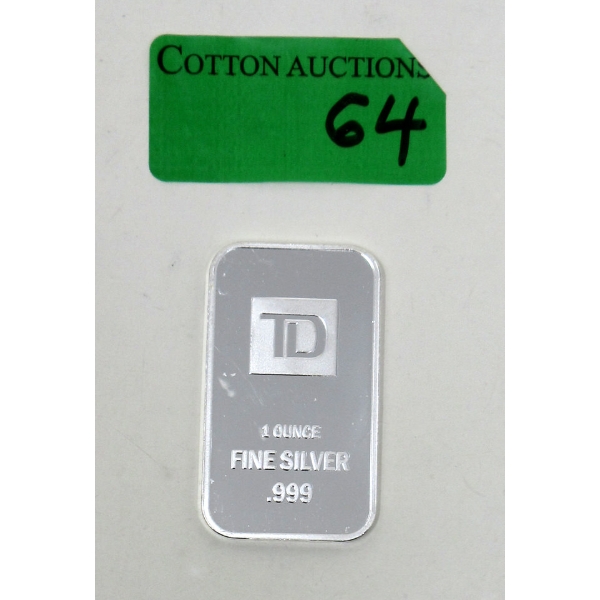 COTTON AUCTIONS
64
TD
1 OUNCE
FINE SILVER
.999